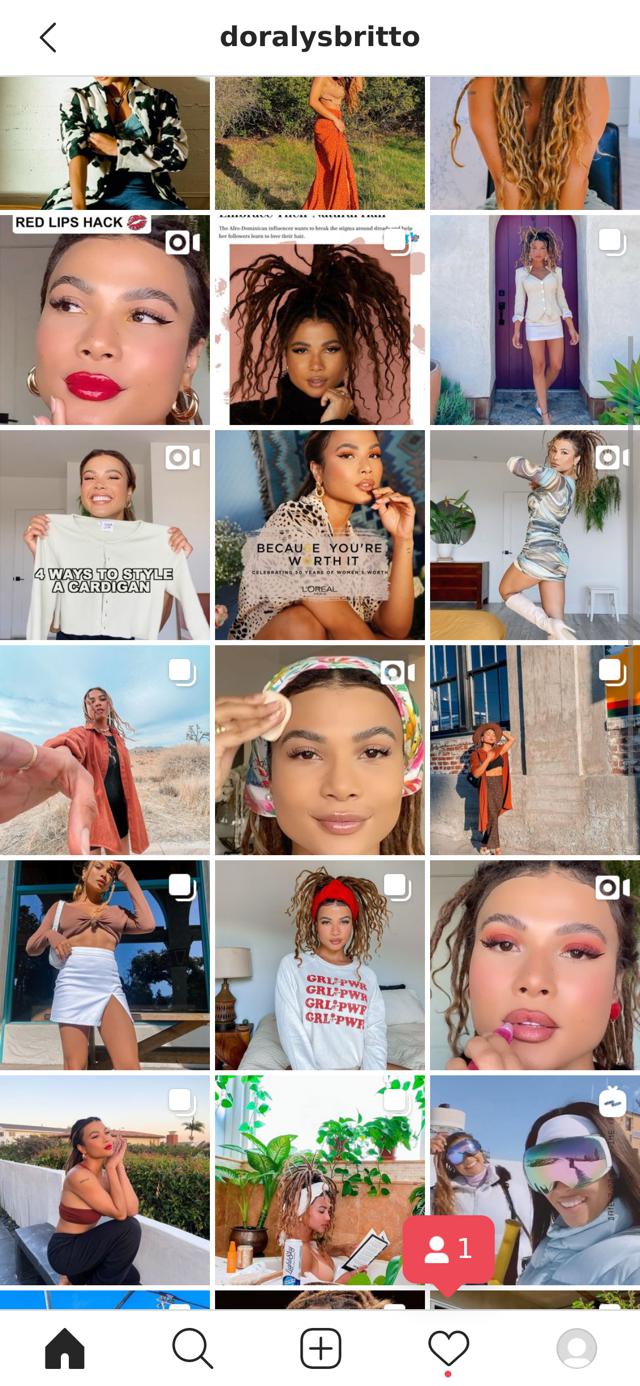 doralysbritto
Embrace Their Natural Hair
The Afro-Dominican influencer wants to break the stigma around dreads and help
her followers learn to love their hair.
RED LIPS HACK 💋
4 WAYS TO STYLE
A CARDIGAN
BECAUSE YOU'RE
WORTH IT
CELEBRATING 50 YEARS OF WOMEN'S WORTH
L'ORÉAL
PARIS
GRL PWR
GRL PWR
GRL PWR
GRL PWR
1